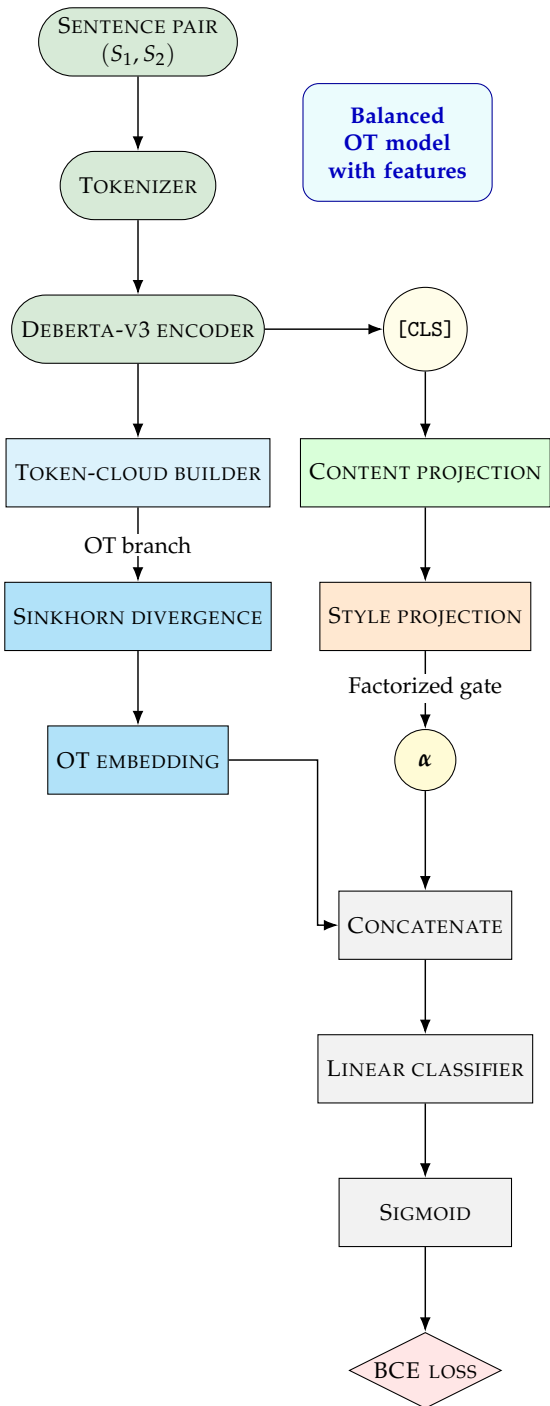 SENTENCE PAIR
(S₁, S₂)
Balanced
OT model
with features
TOKENIZER
DEBERTA-V3 ENCODER
[CLS]
TOKEN-CLOUD BUILDER
CONTENT PROJECTION
OT branch
SINKHORN DIVERGENCE
STYLE PROJECTION
Factorized gate
OT EMBEDDING
α
CONCATENATE
LINEAR CLASSIFIER
SIGMOID
BCE LOSS